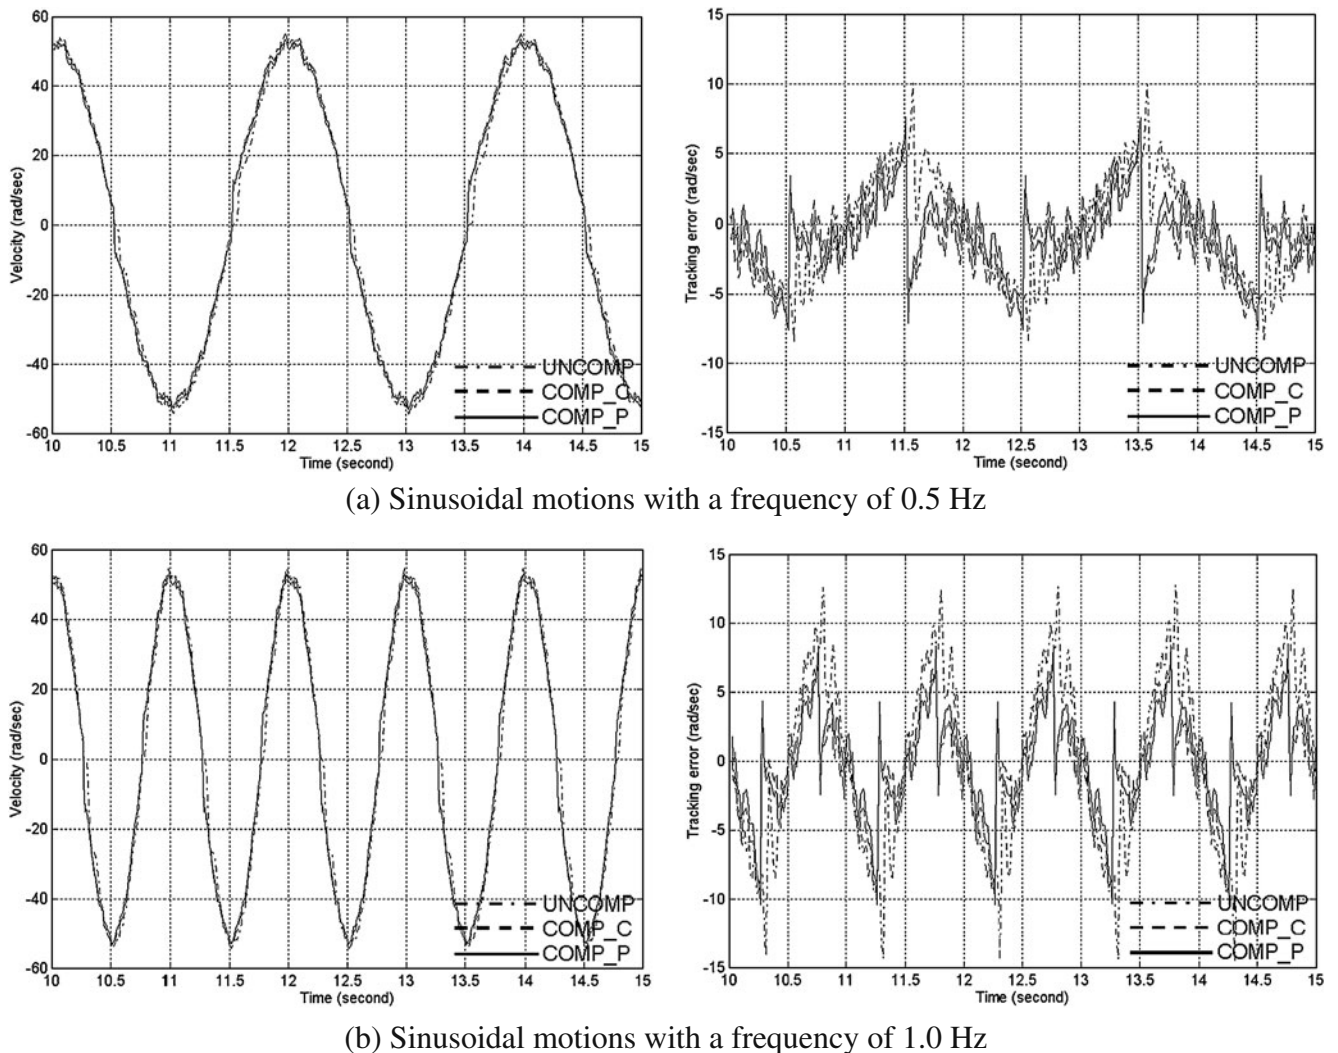 60
40
20
0
-20
-40
-60
Velocity (rad/sec)
10 10.5 11 11.5 12 12.5 13 13.5 14 14.5 15
Time (second)
UNCOMP
COMP_C
COMP_P
15
10
5
0
-5
-10
-15
Tracking error (rad/sec)
10 10.5 11 11.5 12 12.5 13 13.5 14 14.5 15
Time (second)
UNCOMP
COMP_C
COMP_P
(a) Sinusoidal motions with a frequency of 0.5 Hz
60
40
20
0
-20
-40
-60
Velocity (rad/sec)
10 10.5 11 11.5 12 12.5 13 13.5 14 14.5 15
Time (second)
UNCOMP
COMP_C
COMP_P
15
10
5
0
-5
-10
-15
Tracking error (rad/sec)
10 10.5 11 11.5 12 12.5 13 13.5 14 14.5 15
Time (second)
UNCOMP
COMP_C
COMP_P
(b) Sinusoidal motions with a frequency of 1.0 Hz